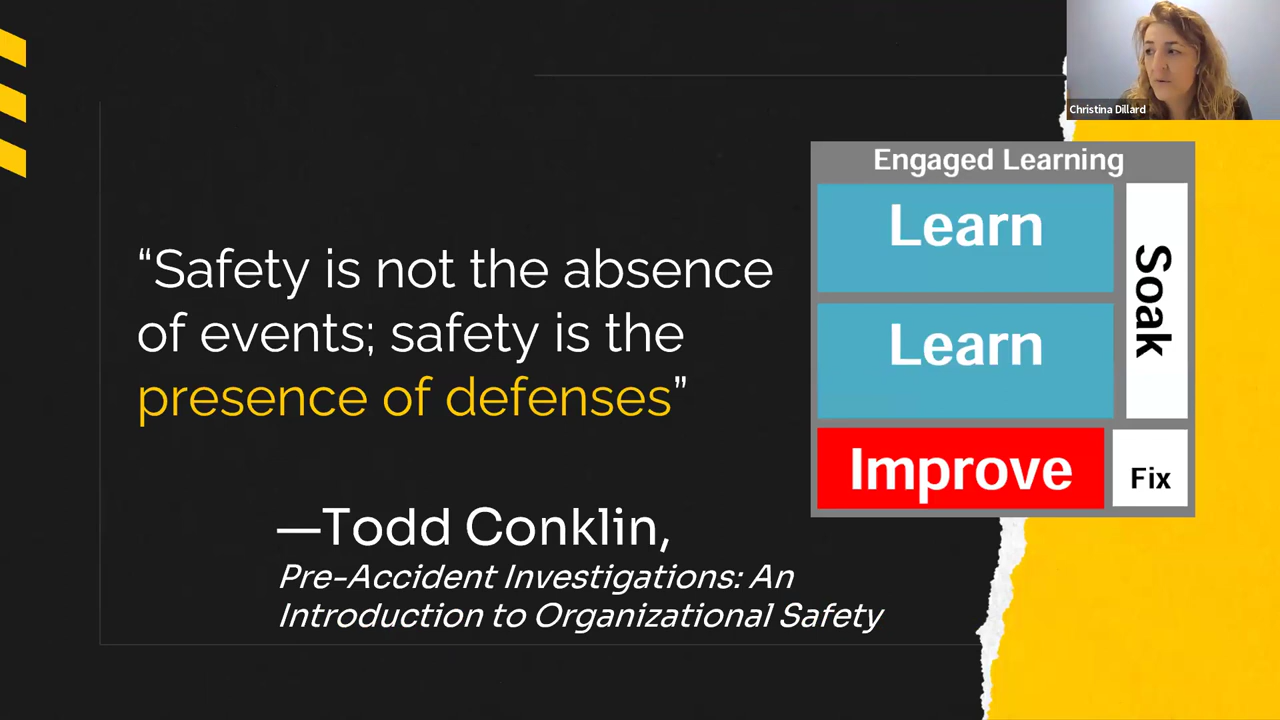 Christina Dillard
Engaged Learning
Learn
Soak
Learn
Improve
Fix
“Safety is not the absence
of events; safety is the
presence of defenses”
—Todd Conklin,
Pre-Accident Investigations: An
Introduction to Organizational Safety